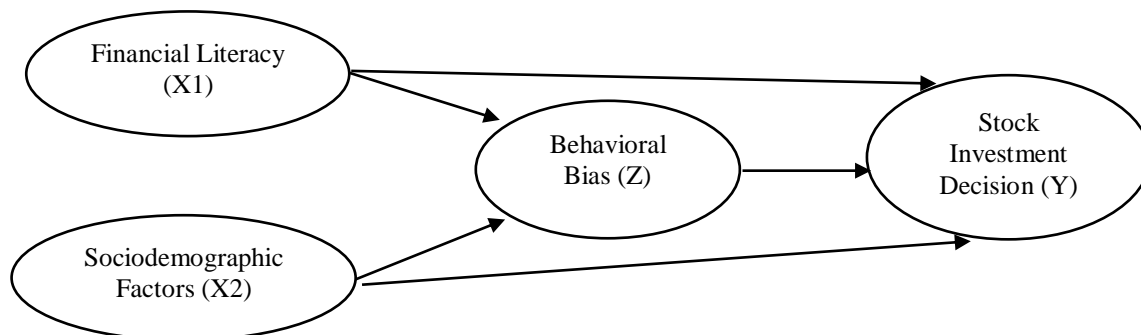 Financial Literacy
(X1)
Behavioral
Bias (Z)
Stock
Investment
Decision (Y)
Sociodemographic
Factors (X2)